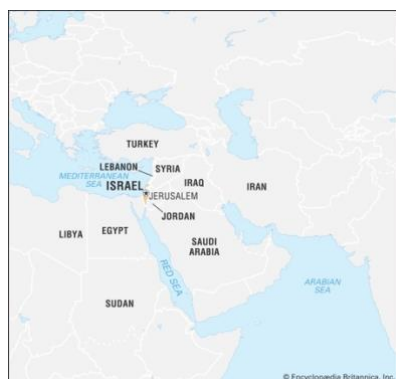 TURKEY
LEBANON
SYRIA
MEDITERRANEAN
SEA
ISRAEL
IRAQ
IRAN
JERUSALEM
JORDAN
LIBYA
EGYPT
SAUDI
ARABIA
RED SEA
ARABIAN
SEA
SUDAN
© Encyclopædia Britannica, Inc.